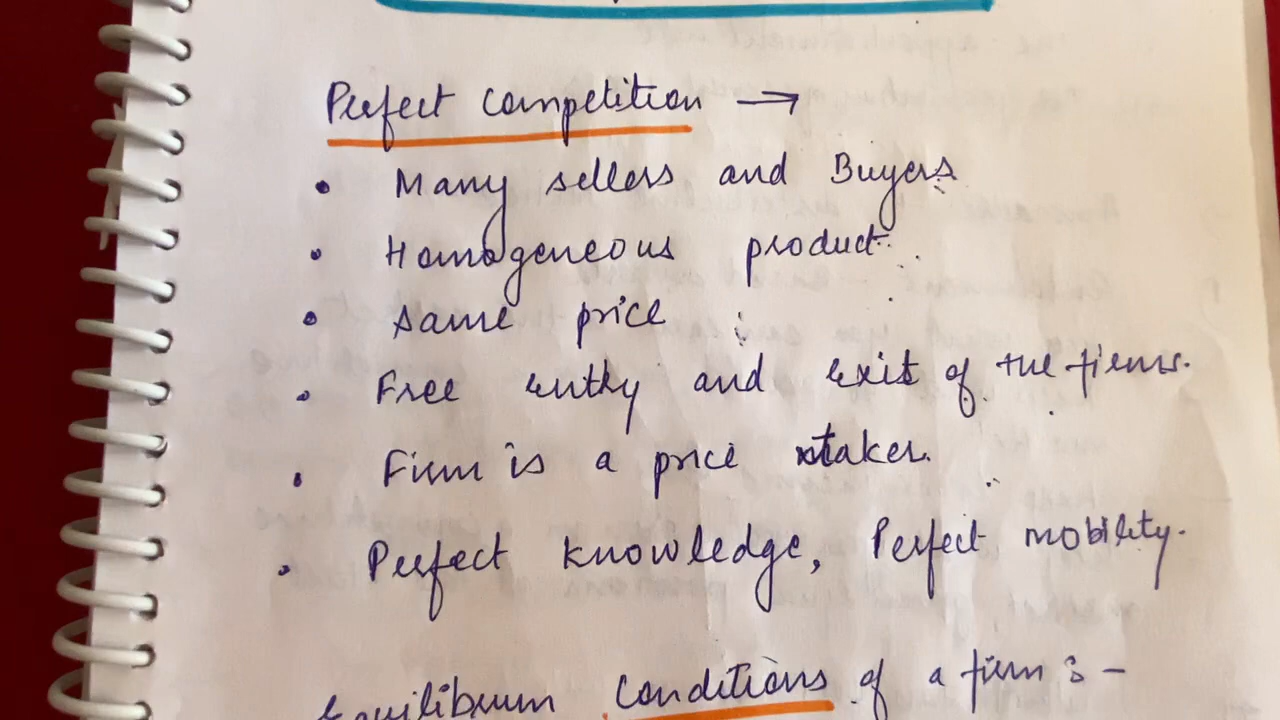 Perfect Competition →
• Many sellers and Buyers
• Homogeneous product.
• Same price
• Free entry and exit of the firms.
• Firm is a price taker.
• Perfect knowledge, Perfect mobility.
Equilibrum Conditions of a firm :-